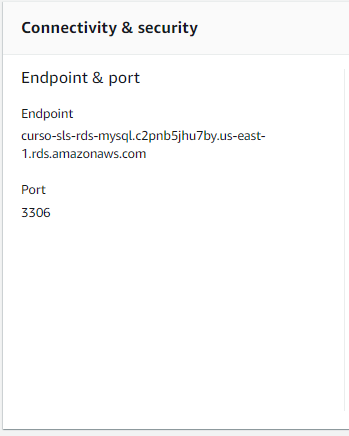 Connectivity & security
Endpoint & port
Endpoint
curso-sls-rds-mysql.c2pnb5jhu7by.us-east-
1.rds.amazonaws.com
Port
3306